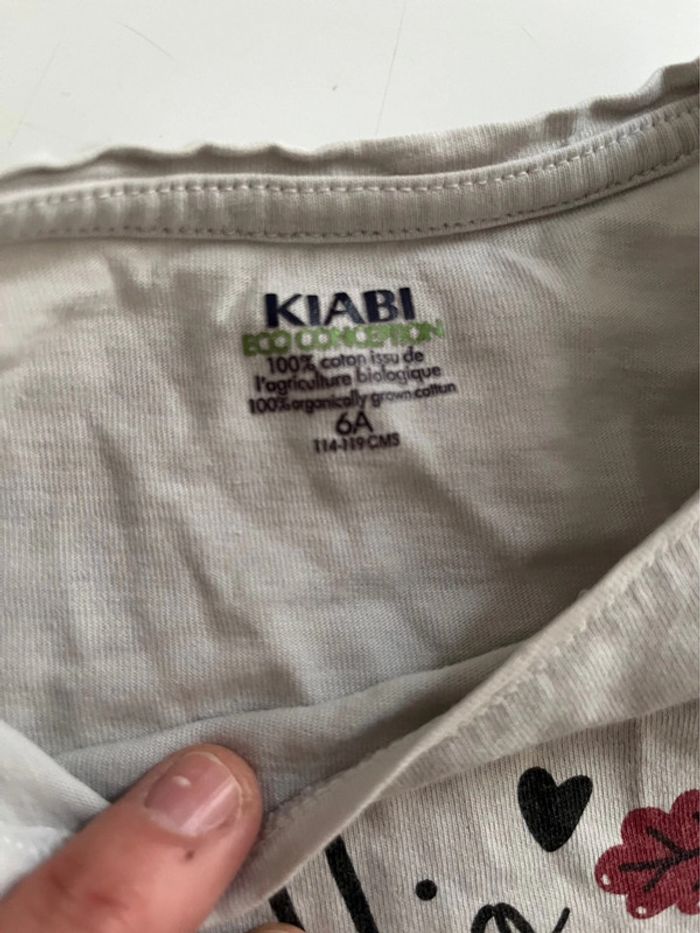 KIABI
ECO CONCEPTION
100% coton issu de
l'agriculture biologique
100% organically grown cotton
6A
114-119 CMS